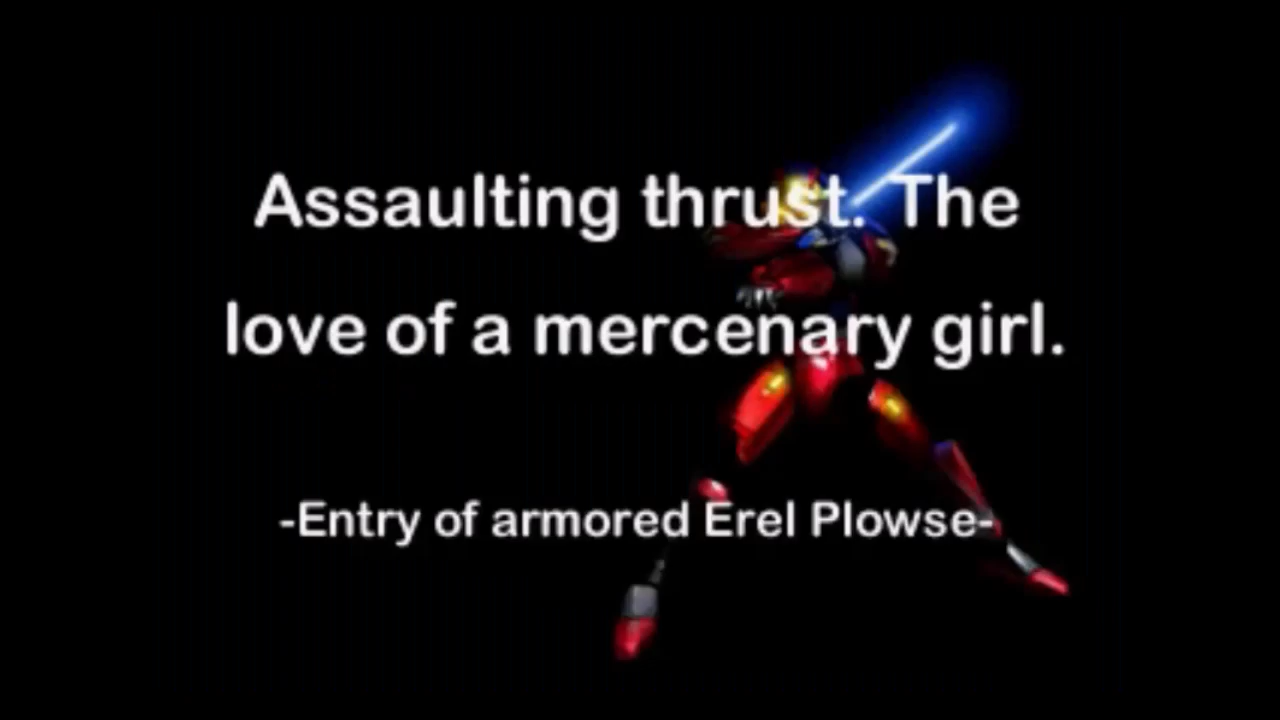 Assaulting thrust. The
love of a mercenary girl.
-Entry of armored Erel Plowse-